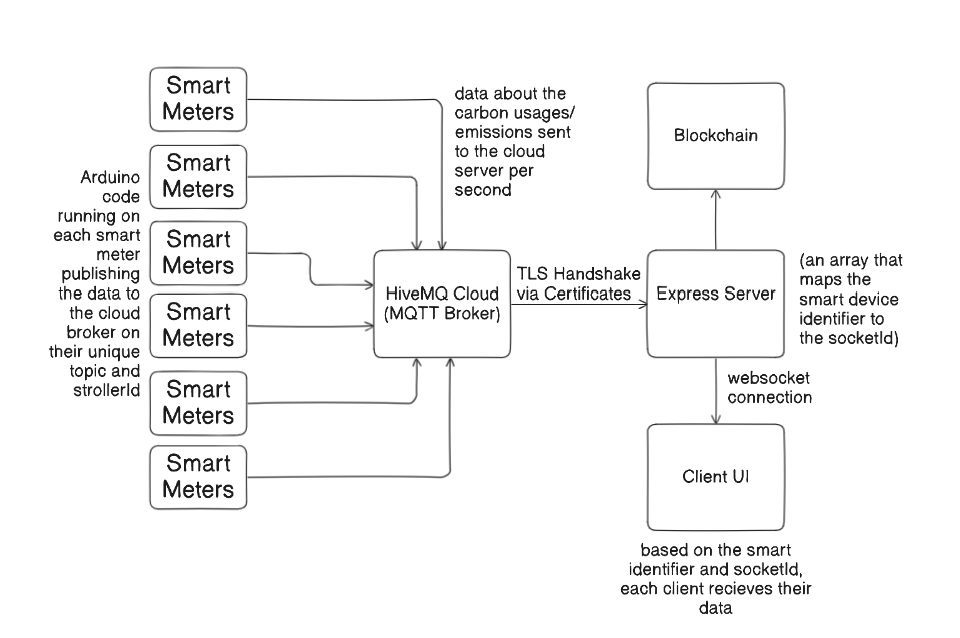 Smart
Meters
Smart
Meters
Smart
Meters
Smart
Meters
Smart
Meters
Smart
Meters
Arduino
code
running on
each smart
meter
publishing
the data to
the cloud
broker on
their unique
topic and
strollerId
data about the
carbon usages/
emissions sent
to the cloud
server per
second
HiveMQ Cloud
(MQTT Broker)
TLS Handshake
via Certificates
Blockchain
Express Server
(an array that
maps the
smart device
identifier to
the socketId)
websocket
connection
Client UI
based on the smart
identifier and socketId,
each client recieves their
data